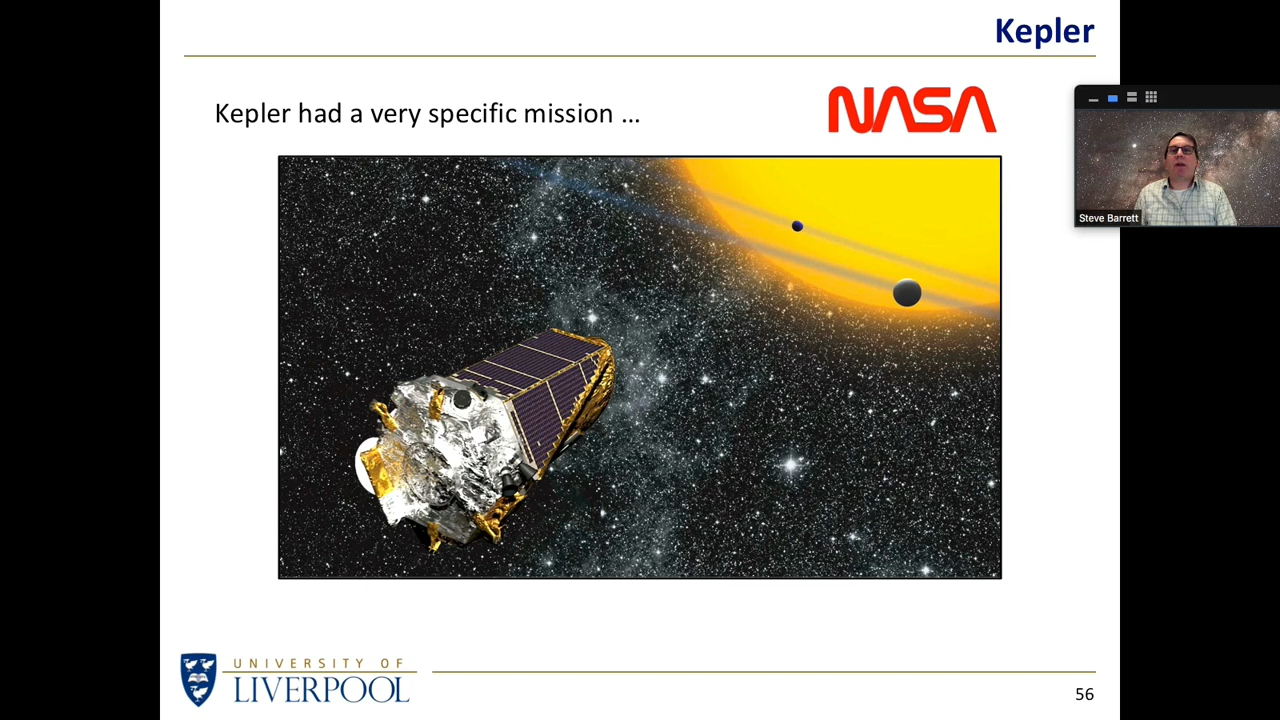 Kepler
Kepler had a very specific mission ...
NASA
Steve Barrett
UNIVERSITY OF
LIVERPOOL
56